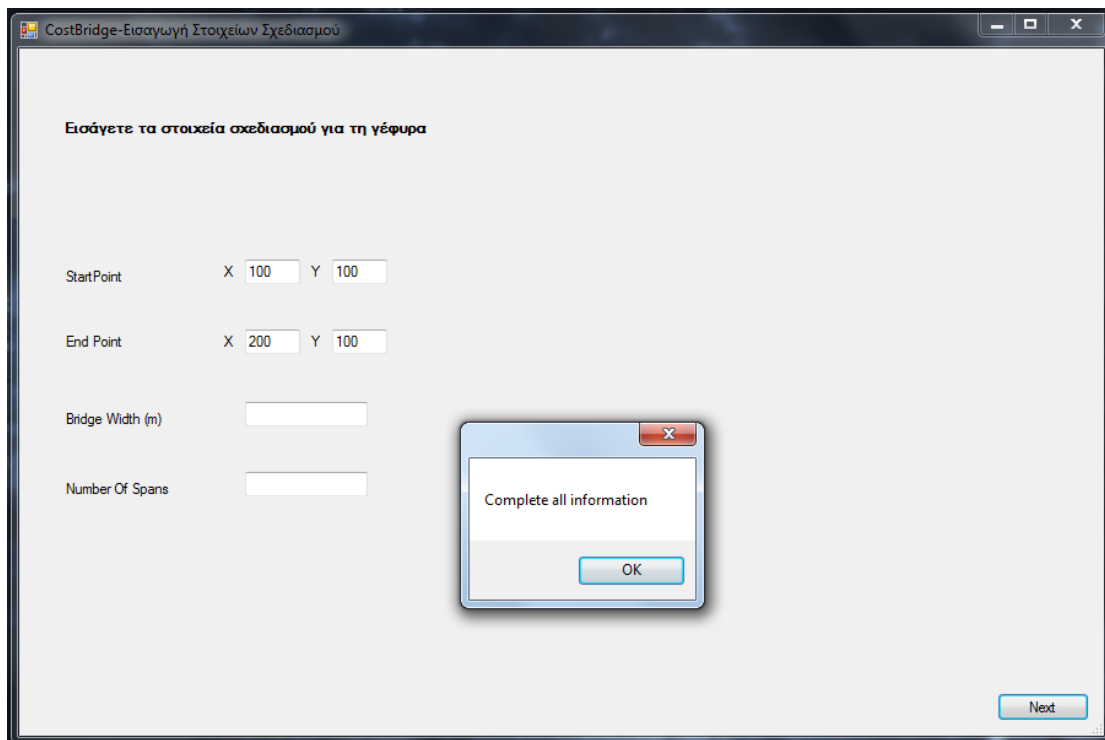 CostBridge-Εισαγωγή Στοιχείων Σχεδιασμού
Εισάγετε τα στοιχεία σχεδιασμού για τη γέφυρα
StartPoint X 100 Y 100
End Point X 200 Y 100
Bridge Width (m)
Number Of Spans
Complete all information
OK
Next